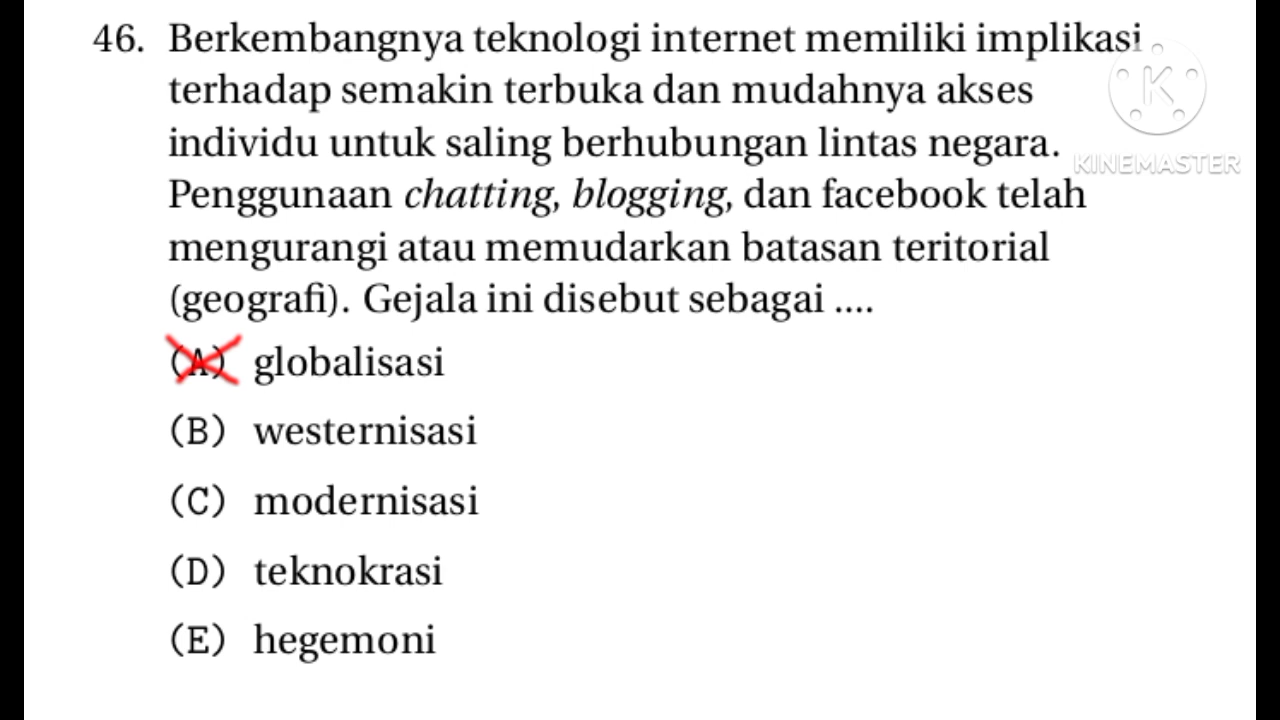 46. Berkembangnya teknologi internet memiliki implikasi
terhadap semakin terbuka dan mudahnya akses
individu untuk saling berhubungan lintas negara.
Penggunaan chatting, blogging, dan facebook telah
mengurangi atau memudarkan batasan teritorial
(geografi). Gejala ini disebut sebagai ....
(A) globalisasi
(B) westernisasi
(C) modernisasi
(D) teknokrasi
(E) hegemoni
K
KINEMASTER